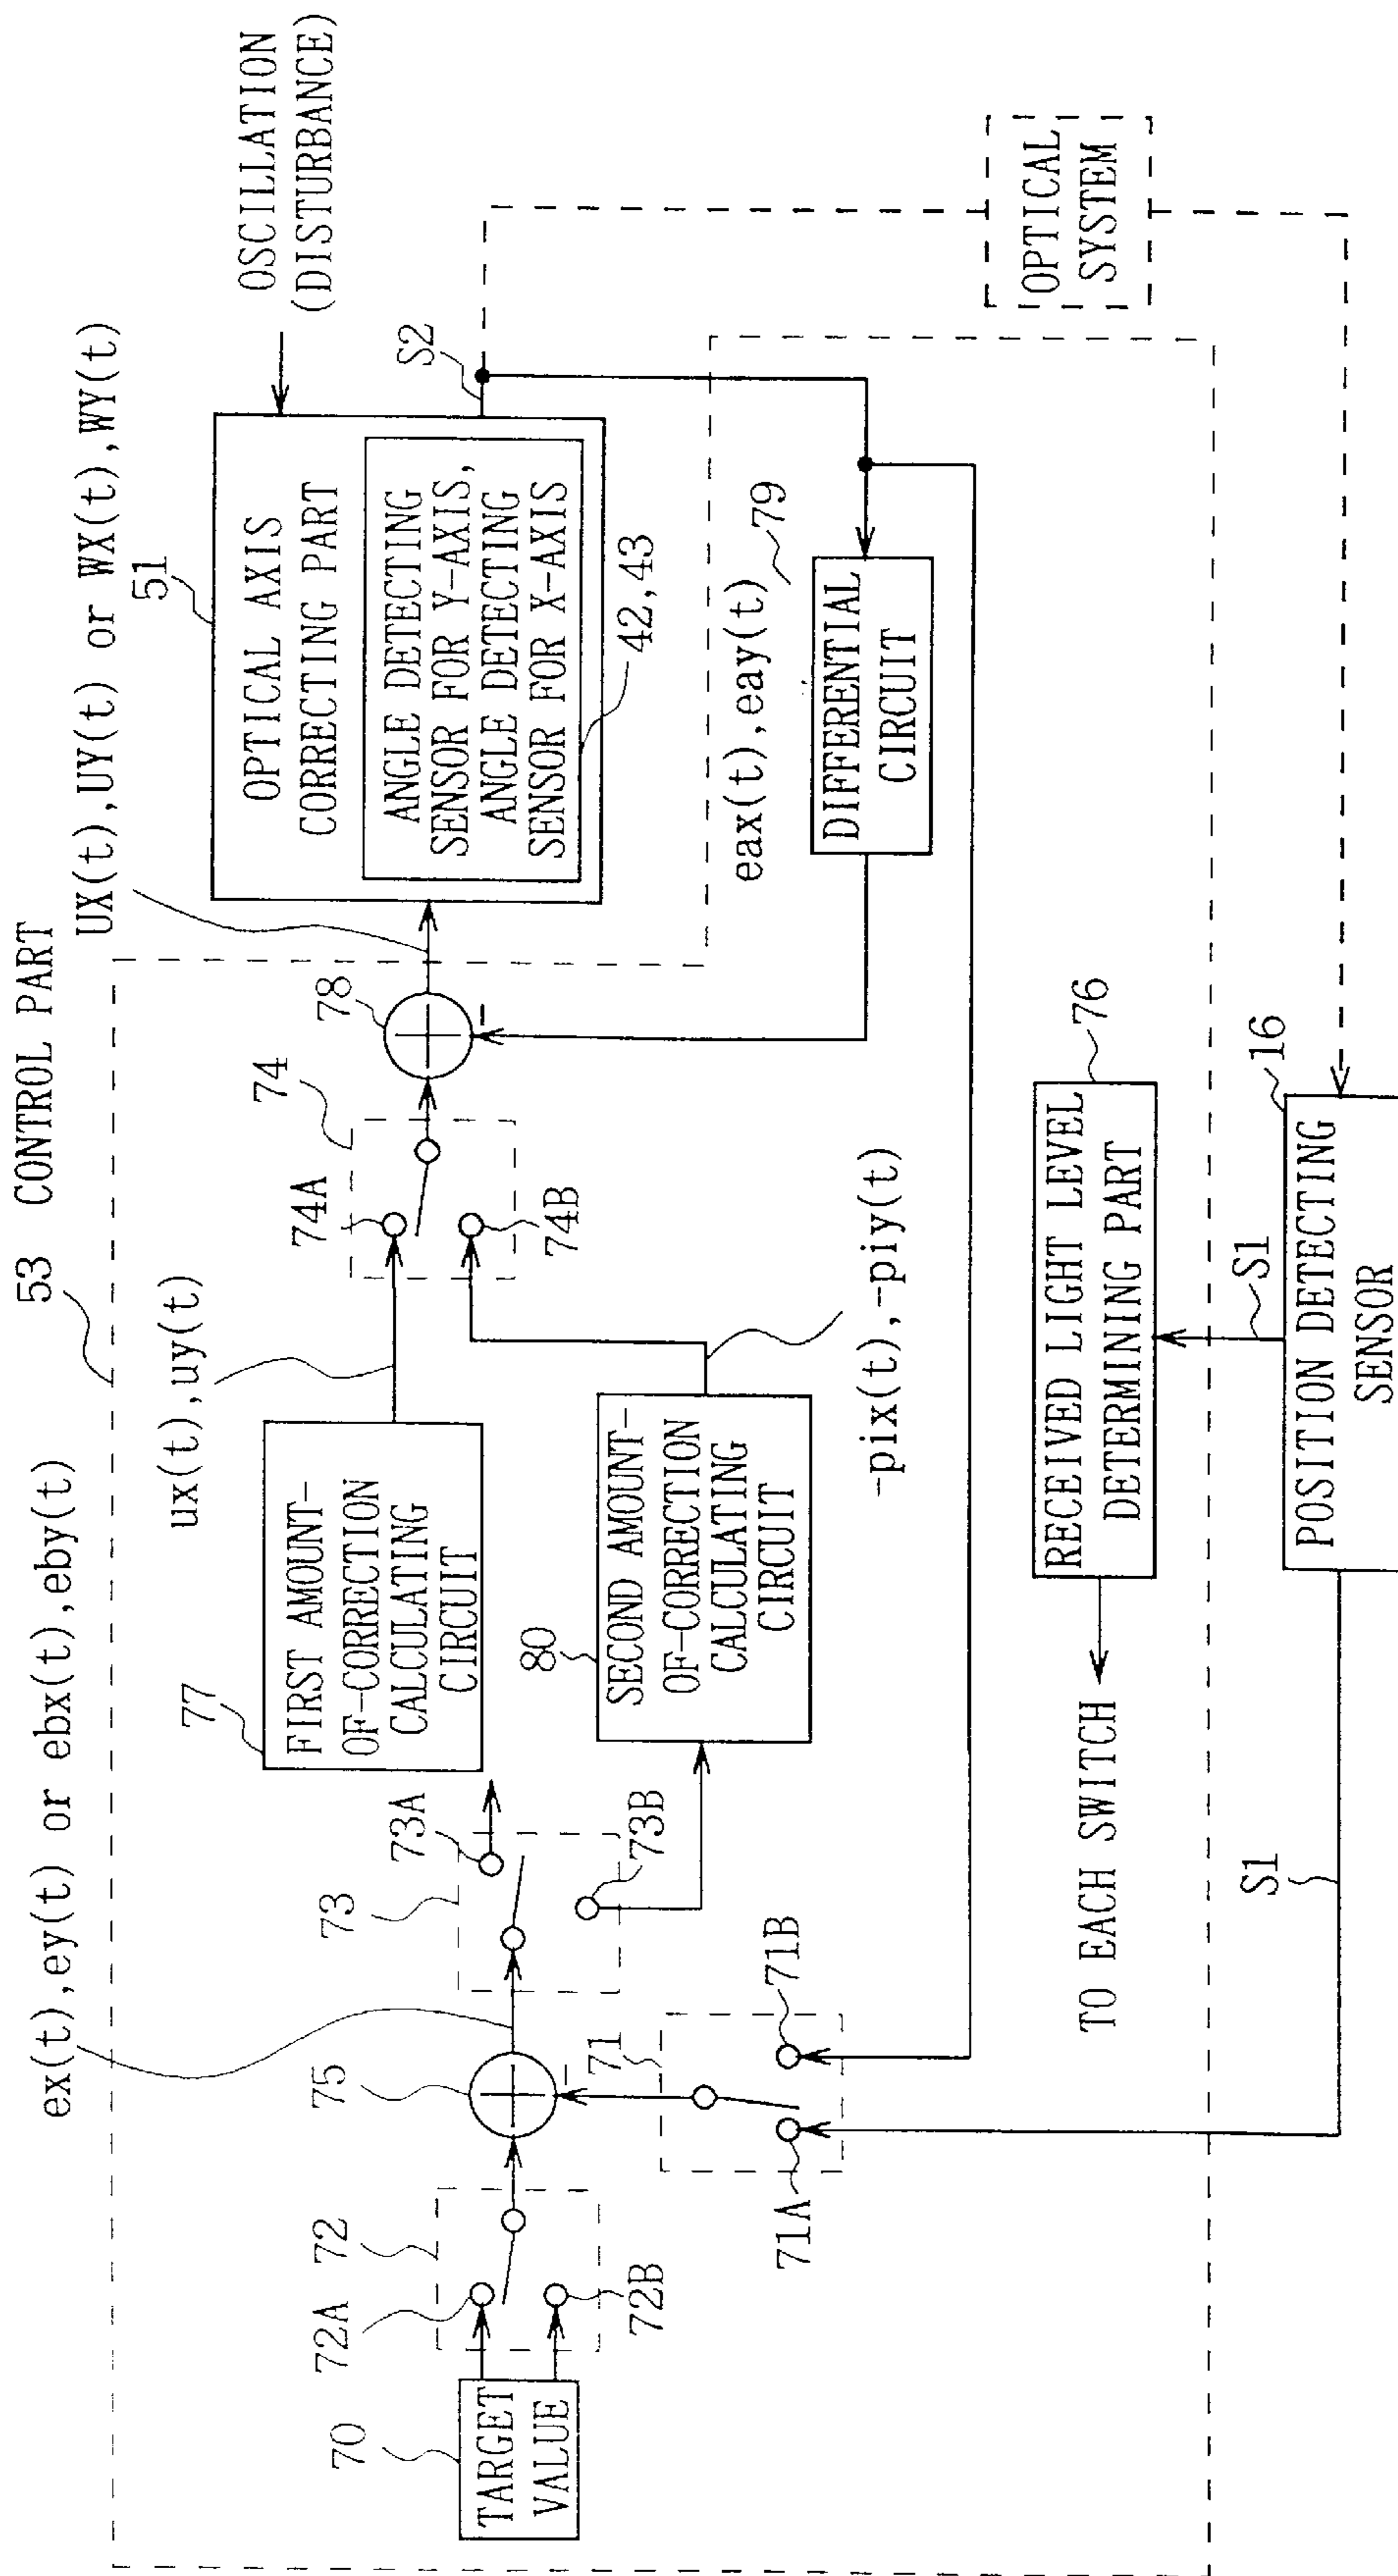 53 CONTROL PART
ex(t),ey(t) or ebx(t),eby(t)
ux(t),uy(t)
UX(t),UY(t) or WX(t),WY(t)
OSCILLATION
(DISTURBANCE)
70
TARGET
VALUE
72A
72
72B
75
73
73A
73B
77
FIRST AMOUNT-
OF-CORRECTION
CALCULATING
CIRCUIT
80
SECOND AMOUNT-
OF-CORRECTION
CALCULATING
CIRCUIT
74A
74
74B
78
51
OPTICAL AXIS
CORRECTING PART
ANGLE DETECTING
SENSOR FOR Y-AXIS,
ANGLE DETECTING
SENSOR FOR X-AXIS
42,43
S2
-
-
71
71A
71B
-pix(t),-piy(t)
eax(t),eay(t)
79
DIFFERENTIAL
CIRCUIT
OPTICAL
SYSTEM
TO EACH SWITCH
RECEIVED LIGHT LEVEL
DETERMINING PART
76
S1
S1
16
POSITION DETECTING
SENSOR